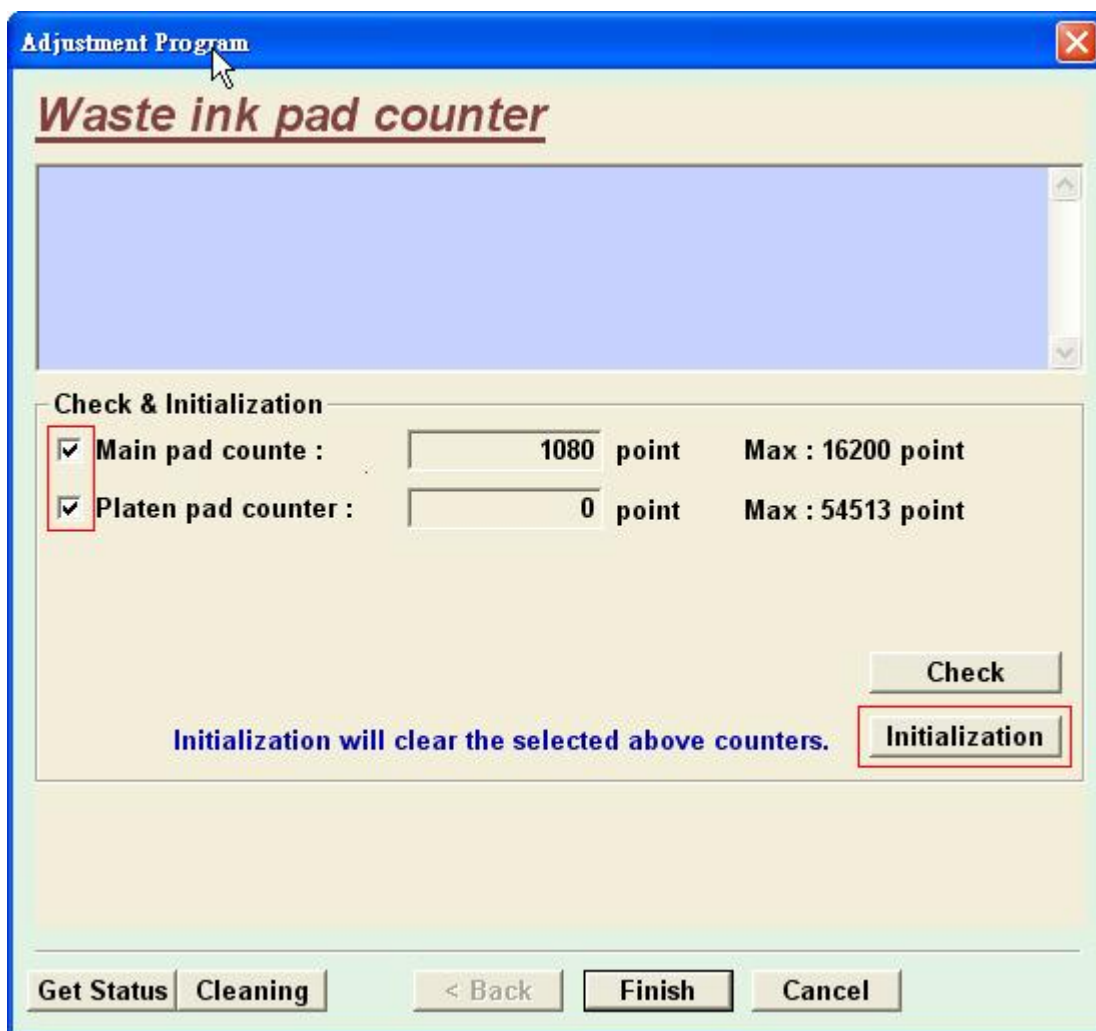 Adjustment Program
Waste ink pad counter
Check & Initialization
Main pad counte : 1080 point Max : 16200 point
Platen pad counter : 0 point Max : 54513 point
Check
Initialization will clear the selected above counters. Initialization
Get Status Cleaning < Back Finish Cancel